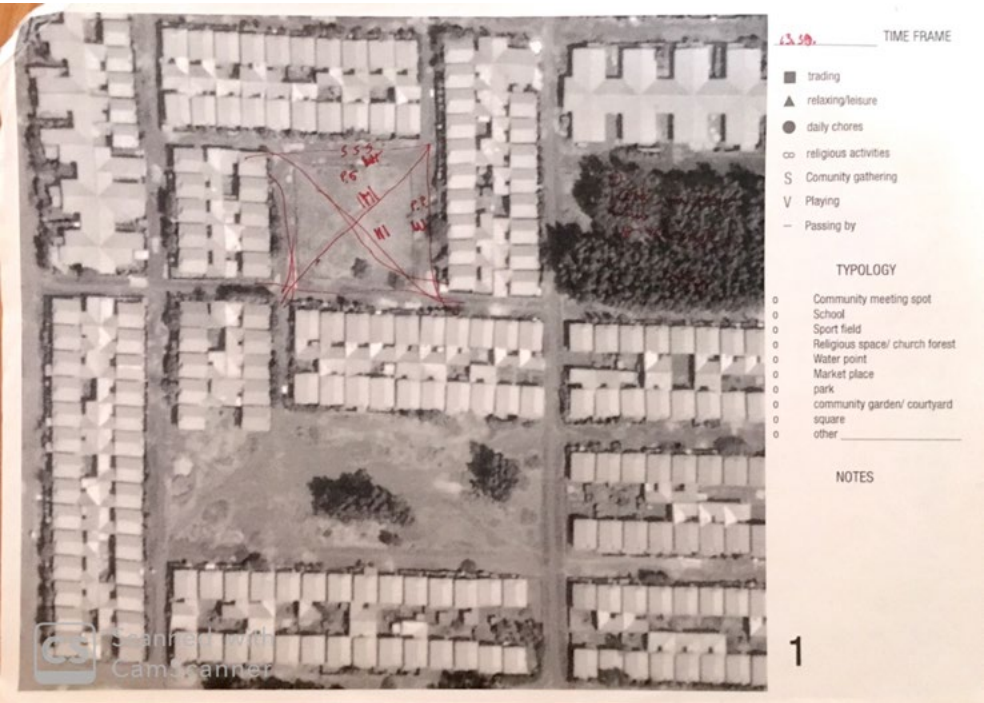 TIME FRAME
trading
relaxing/leisure
daily chores
religious activities
S Comunity gathering
V Playing
– Passing by
TYPOLOGY
o Community meeting spot
o School
o Sport field
o Religious space/ church forest
o Water point
o Market place
o park
o community garden/ courtyard
o square
o other
NOTES
1
S S S
P.S
P.P
W
CS Scanned with
CamScanner